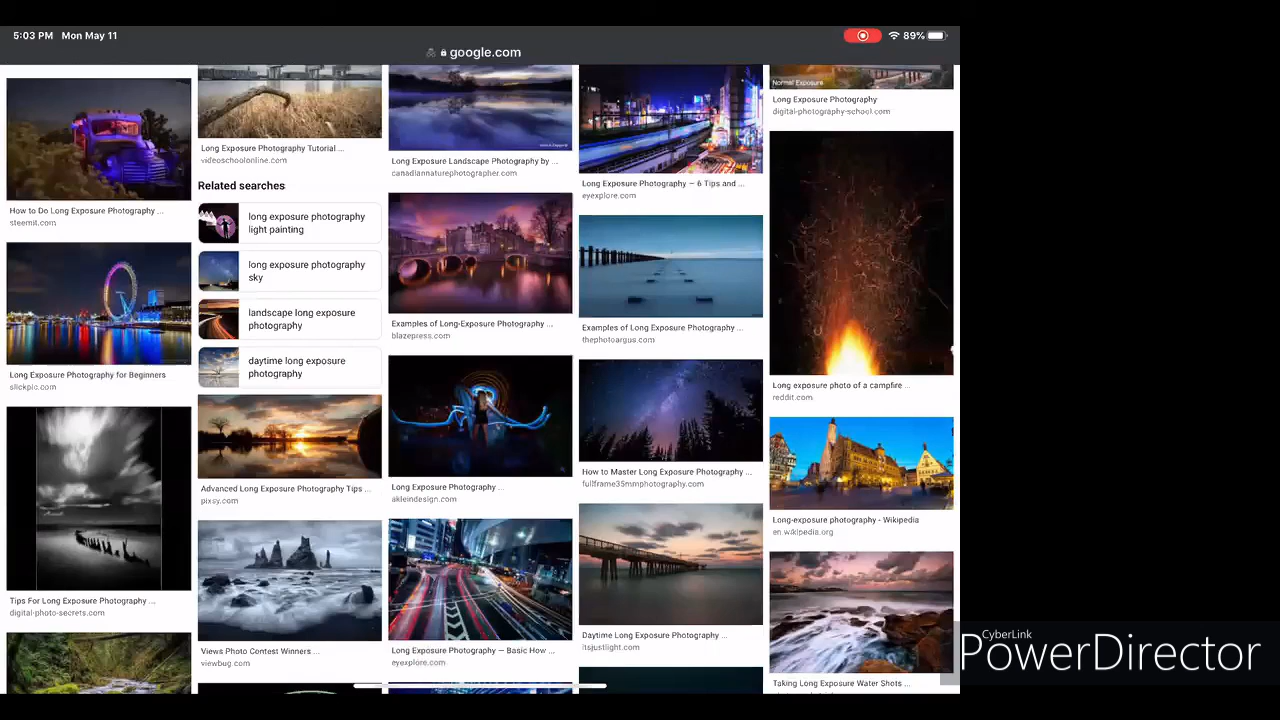 5:03 PM Mon May 11
89%
google.com
How to Do Long Exposure Photography ...
steemit.com
Long Exposure Photography for Beginners
slickpic.com
Tips For Long Exposure Photography ...
digital-photo-secrets.com
Long Exposure Photography Tutorial ...
videoschoolonline.com
Related searches
long exposure photography
light painting
long exposure photography
sky
landscape long exposure
photography
daytime long exposure
photography
Advanced Long Exposure Photography Tips ...
pixsy.com
Views Photo Contest Winners ...
viewbug.com
Long Exposure Landscape Photography by ...
canadiannaturephotographer.com
Examples of Long-Exposure Photography ...
blazepress.com
Long Exposure Photography ...
akleindesign.com
Long Exposure Photography — Basic How ...
eyexplore.com
Long Exposure Photography — 6 Tips and ...
eyexplore.com
Examples of Long Exposure Photography ...
thephotoargus.com
How to Master Long Exposure Photography ...
fullframe35mmphotography.com
Daytime Long Exposure Photography ...
itsjustlight.com
Normal Exposure
Long Exposure Photography
digital-photography-school.com
Long exposure photo of a campfire ...
reddit.com
Long-exposure photography - Wikipedia
en.wikipedia.org
Taking Long Exposure Water Shots ...
CyberLink
PowerDirector